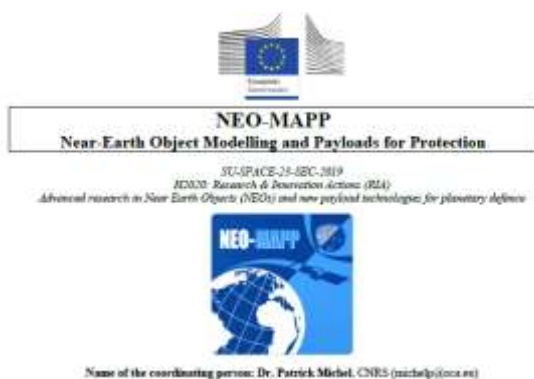 European
Commission
NEO-MAPP
Near-Earth Object Modelling and Payloads for Protection
SU-SPACE-23-SEC-2019
H2020: Research & Innovation Actions (RIA)
Advanced research in Near Earth Objects (NEOs) and new payload technologies for planetary defence
NEO-MAPP
Name of the coordinating person: Dr. Patrick Michel, CNRS (michelp@oca.eu)